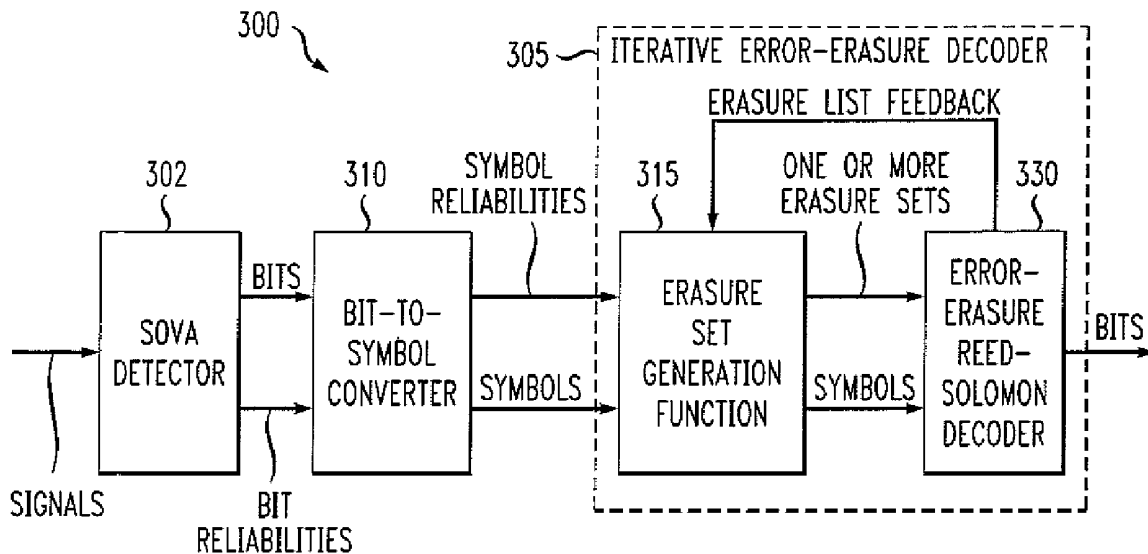 300
305
ITERATIVE ERROR-ERASURE DECODER
ERASURE LIST FEEDBACK
302
310
SYMBOL
RELIABILITIES
315
ONE OR MORE
ERASURE SETS
330
SIGNALS
SOVA
DETECTOR
BITS
BIT
RELIABILITIES
BIT-TO-
SYMBOL
CONVERTER
SYMBOLS
ERASURE
SET
GENERATION
FUNCTION
SYMBOLS
ERROR-
ERASURE
REED-
SOLOMON
DECODER
BITS